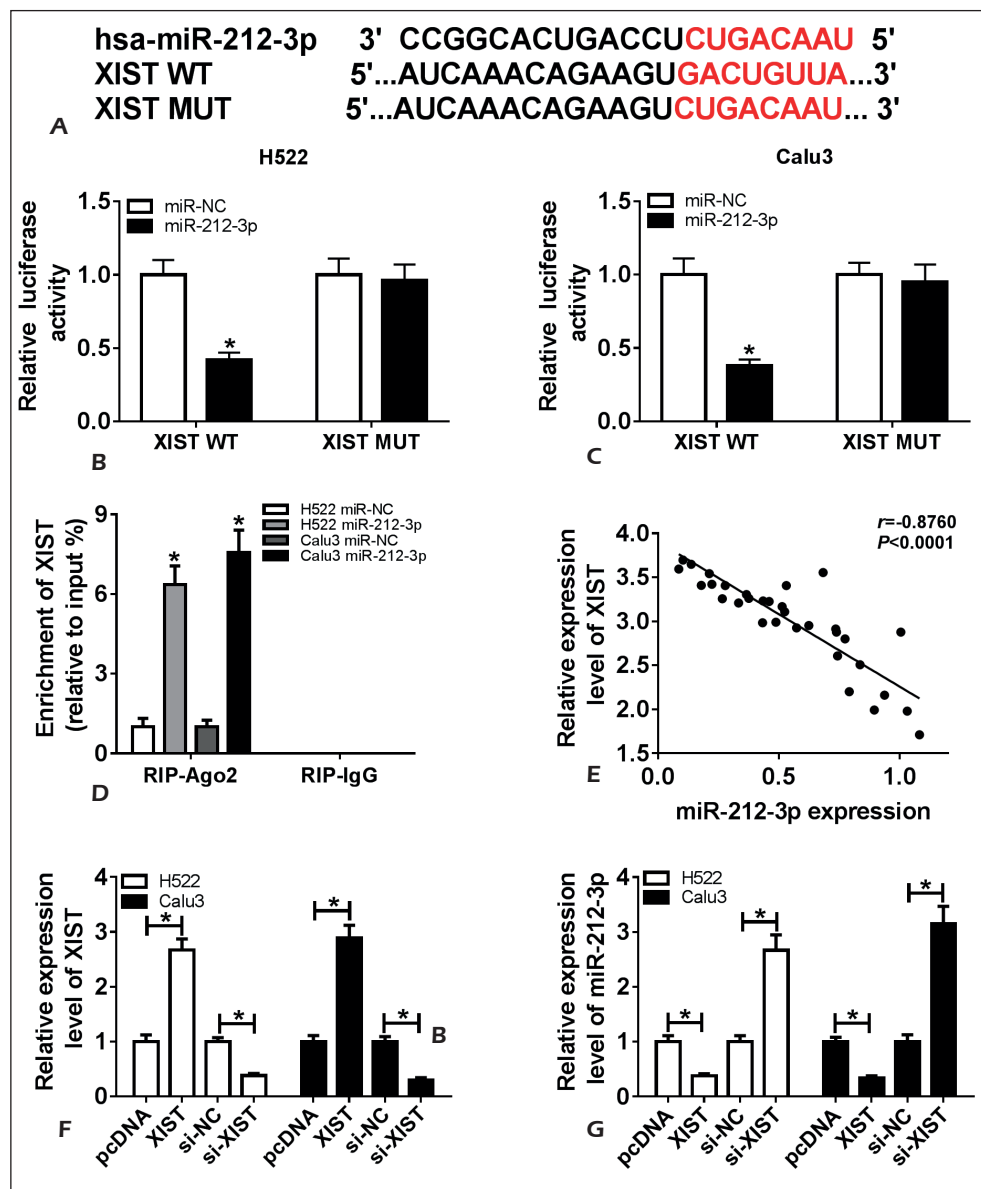 hsa-miR-212-3p 3' CCGGCACUGACCUCUGACAAU 5'
XIST WT 5'...AUCAAACAGAAGUGACUGUUA...3'
XIST MUT 5'...AUCAAACAGAAGUCUGACAAU... 3'
A
H522
miR-NC
miR-212-3p
Relative luciferase
activity
1.5
1.0
0.5
0.0
*
XIST WT XIST MUT
B
Calu3
miR-NC
miR-212-3p
Relative luciferase
activity
1.5
1.0
0.5
0.0
*
XIST WT XIST MUT
C
H522 miR-NC
H522 miR-212-3p
Calu3 miR-NC
Calu3 miR-212-3p
Enrichment of XIST
(relative to input %)
9
6
3
0
* *
RIP-Ago2 RIP-IgG
D
r=-0.8760
P<0.0001
Relative expression
level of XIST
4.0
3.5
3.0
2.5
2.0
1.5
0.0 0.5 1.0
miR-212-3p expression
E
H522
Calu3
Relative expression
level of XIST
4
3
2
1
0
* * * *
B
pcDNA XIST si-NC si-XIST pcDNA XIST si-NC si-XIST
F
H522
Calu3
Relative expression
level of miR-212-3p
4
3
2
1
0
* * * *
pcDNA XIST si-NC si-XIST pcDNA XIST si-NC si-XIST
G